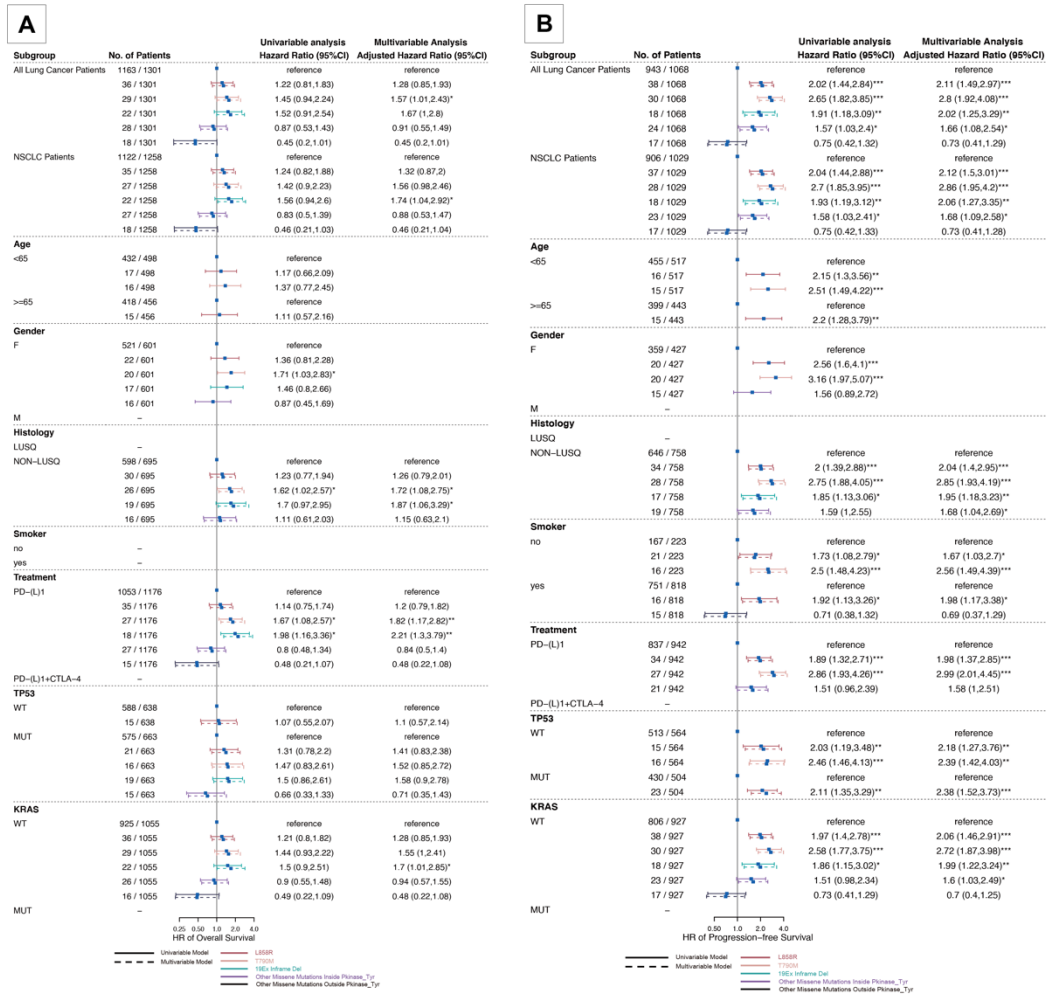 A
Univariable analysis Multivariable Analysis
Subgroup No. of Patients Hazard Ratio (95%CI) Adjusted Hazard Ratio (95%CI)
All Lung Cancer Patients 1163 / 1301 reference reference
36 / 1301 1.22 (0.81,1.83) 1.28 (0.85,1.93)
29 / 1301 1.45 (0.94,2.24) 1.57 (1.01,2.43)*
22 / 1301 1.52 (0.91,2.54) 1.67 (1,2.8)
28 / 1301 0.87 (0.53,1.43) 0.91 (0.55,1.49)
18 / 1301 0.45 (0.2,1.01) 0.45 (0.2,1.01)
NSCLC Patients 1122 / 1258 reference reference
35 / 1258 1.24 (0.82,1.88) 1.32 (0.87,2)
27 / 1258 1.42 (0.9,2.23) 1.56 (0.98,2.46)
22 / 1258 1.56 (0.94,2.6) 1.74 (1.04,2.92)*
27 / 1258 0.83 (0.5,1.39) 0.88 (0.53,1.47)
18 / 1258 0.46 (0.21,1.03) 0.46 (0.21,1.04)
Age
<65 432 / 498 reference
17 / 498 1.17 (0.66,2.09)
16 / 498 1.37 (0.77,2.45)
>=65 418 / 456 reference
15 / 456 1.11 (0.57,2.16)
Gender
F 521 / 601 reference
22 / 601 1.36 (0.81,2.28)
20 / 601 1.71 (1.03,2.83)*
17 / 601 1.46 (0.8,2.66)
16 / 601 0.87 (0.45,1.69)
M –
Histology
LUSQ –
NON–LUSQ 598 / 695 reference reference
30 / 695 1.23 (0.77,1.94) 1.26 (0.79,2.01)
26 / 695 1.62 (1.02,2.57)* 1.72 (1.08,2.75)*
19 / 695 1.7 (0.97,2.95) 1.87 (1.06,3.29)*
16 / 695 1.11 (0.61,2.03) 1.15 (0.63,2.1)
Smoker
no –
yes –
Treatment
PD–(L)1 1053 / 1176 reference reference
35 / 1176 1.14 (0.75,1.74) 1.2 (0.79,1.82)
27 / 1176 1.67 (1.08,2.57)* 1.82 (1.17,2.82)**
18 / 1176 1.98 (1.16,3.36)* 2.21 (1.3,3.79)**
27 / 1176 0.8 (0.48,1.34) 0.84 (0.5,1.4)
15 / 1176 0.48 (0.21,1.07) 0.48 (0.22,1.08)
PD–(L)1+CTLA–4 –
TP53
WT 588 / 638 reference reference
15 / 638 1.07 (0.55,2.07) 1.1 (0.57,2.14)
MUT 575 / 663 reference reference
21 / 663 1.31 (0.78,2.2) 1.41 (0.83,2.38)
16 / 663 1.47 (0.83,2.61) 1.52 (0.85,2.72)
19 / 663 1.5 (0.86,2.61) 1.58 (0.9,2.78)
15 / 663 0.66 (0.33,1.33) 0.71 (0.35,1.43)
KRAS
WT 925 / 1055 reference reference
36 / 1055 1.21 (0.8,1.82) 1.28 (0.85,1.93)
29 / 1055 1.44 (0.93,2.22) 1.55 (1,2.41)
22 / 1055 1.5 (0.9,2.51) 1.7 (1.01,2.85)*
26 / 1055 0.9 (0.55,1.48) 0.94 (0.57,1.55)
16 / 1055 0.49 (0.22,1.09) 0.48 (0.22,1.08)
MUT –
0.25 0.50 1.0 2.0 4.0
HR of Overall Survival
Univariable Model L858R
Multivariable Model T790M
19Ex Inframe Del
Other Missene Mutations Inside Pkinase_Tyr
Other Missene Mutations Outside Pkinase_Tyr
B
Univariable analysis Multivariable Analysis
Subgroup No. of Patients Hazard Ratio (95%CI) Adjusted Hazard Ratio (95%CI)
All Lung Cancer Patients 943 / 1068 reference reference
38 / 1068 2.02 (1.44,2.84)*** 2.11 (1.49,2.97)***
30 / 1068 2.65 (1.82,3.85)*** 2.8 (1.92,4.08)***
18 / 1068 1.91 (1.18,3.09)** 2.02 (1.25,3.29)**
24 / 1068 1.57 (1.03,2.4)* 1.66 (1.08,2.54)*
17 / 1068 0.75 (0.42,1.32) 0.73 (0.41,1.29)
NSCLC Patients 906 / 1029 reference reference
37 / 1029 2.04 (1.44,2.88)*** 2.12 (1.5,3.01)***
28 / 1029 2.7 (1.85,3.95)*** 2.86 (1.95,4.2)***
18 / 1029 1.93 (1.19,3.12)** 2.06 (1.27,3.35)**
23 / 1029 1.58 (1.03,2.41)* 1.68 (1.09,2.58)*
17 / 1029 0.75 (0.42,1.33) 0.73 (0.41,1.28)
Age
<65 455 / 517 reference
16 / 517 2.15 (1.3,3.56)**
15 / 517 2.51 (1.49,4.22)***
>=65 399 / 443 reference
15 / 443 2.2 (1.28,3.79)**
Gender
F 359 / 427 reference
20 / 427 2.56 (1.6,4.1)***
20 / 427 3.16 (1.97,5.07)***
15 / 427 1.56 (0.89,2.72)
M –
Histology
LUSQ –
NON–LUSQ 646 / 758 reference reference
34 / 758 2 (1.39,2.88)*** 2.04 (1.4,2.95)***
28 / 758 2.75 (1.88,4.05)*** 2.85 (1.93,4.19)***
17 / 758 1.85 (1.13,3.06)* 1.95 (1.18,3.23)**
19 / 758 1.59 (1,2.55) 1.68 (1.04,2.69)*
Smoker
no 167 / 223 reference reference
21 / 223 1.73 (1.08,2.79)* 1.67 (1.03,2.7)*
16 / 223 2.5 (1.48,4.23)*** 2.56 (1.49,4.39)***
yes 751 / 818 reference reference
16 / 818 1.92 (1.13,3.26)* 1.98 (1.17,3.38)*
15 / 818 0.71 (0.38,1.32) 0.69 (0.37,1.29)
Treatment
PD–(L)1 837 / 942 reference reference
34 / 942 1.89 (1.32,2.71)*** 1.98 (1.37,2.85)***
27 / 942 2.86 (1.93,4.26)*** 2.99 (2.01,4.45)***
21 / 942 1.51 (0.96,2.39) 1.58 (1,2.51)
PD–(L)1+CTLA–4 –
TP53
WT 513 / 564 reference reference
15 / 564 2.03 (1.19,3.48)** 2.18 (1.27,3.76)**
16 / 564 2.46 (1.46,4.13)*** 2.39 (1.42,4.03)**
MUT 430 / 504 reference reference
23 / 504 2.11 (1.35,3.29)** 2.38 (1.52,3.73)***
KRAS
WT 806 / 927 reference reference
38 / 927 1.97 (1.4,2.78)*** 2.06 (1.46,2.91)***
30 / 927 2.58 (1.77,3.75)*** 2.72 (1.87,3.98)***
18 / 927 1.86 (1.15,3.02)* 1.99 (1.22,3.24)**
23 / 927 1.51 (0.98,2.34) 1.6 (1.03,2.49)*
17 / 927 0.73 (0.41,1.29) 0.7 (0.4,1.25)
MUT –
0.50 1.0 2.0 4.0
HR of Progression–free Survival
Univariable Model L858R
Multivariable Model T790M
19Ex Inframe Del
Other Missene Mutations Inside Pkinase_Tyr
Other Missene Mutations Outside Pkinase_Tyr